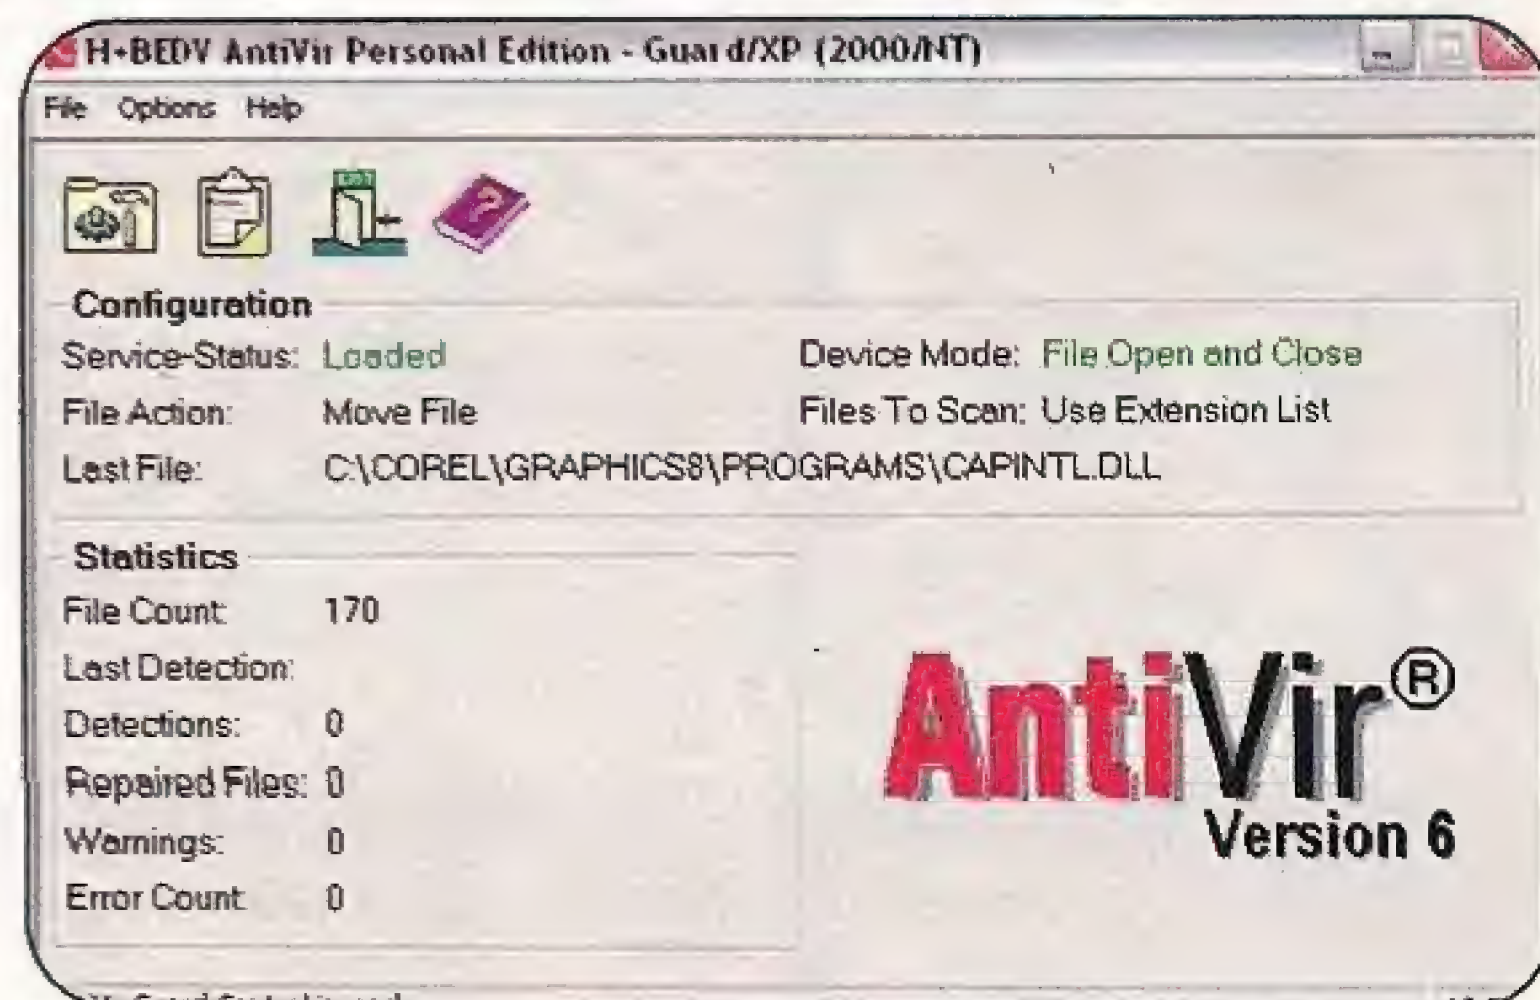 H+BEDV AntiVir Personal Edition - Guard/XP (2000/NT)
File Options Help
EXIT
?
Configuration
Service-Status: Loaded Device Mode: File Open and Close
File Action: Move File Files To Scan: Use Extension List
Last File: C:\COREL\GRAPHICS8\PROGRAMS\CAPINTL.DLL
Statistics
File Count: 170
Last Detection:
Detections: 0
Repaired Files: 0
Warnings: 0
Error Count: 0
AntiVir®
Version 6